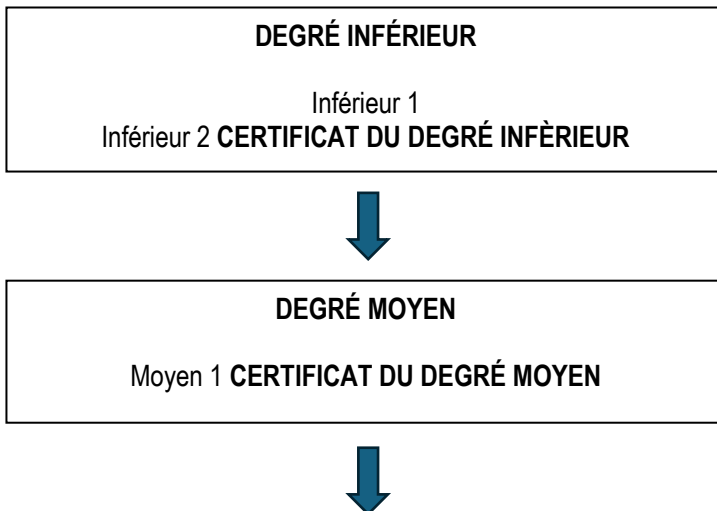 DEGRÉ INFÉRIEUR
Inférieur 1
Inférieur 2 CERTIFICAT DU DEGRÉ INFÈRIEUR
DEGRÉ MOYEN
Moyen 1 CERTIFICAT DU DEGRÉ MOYEN